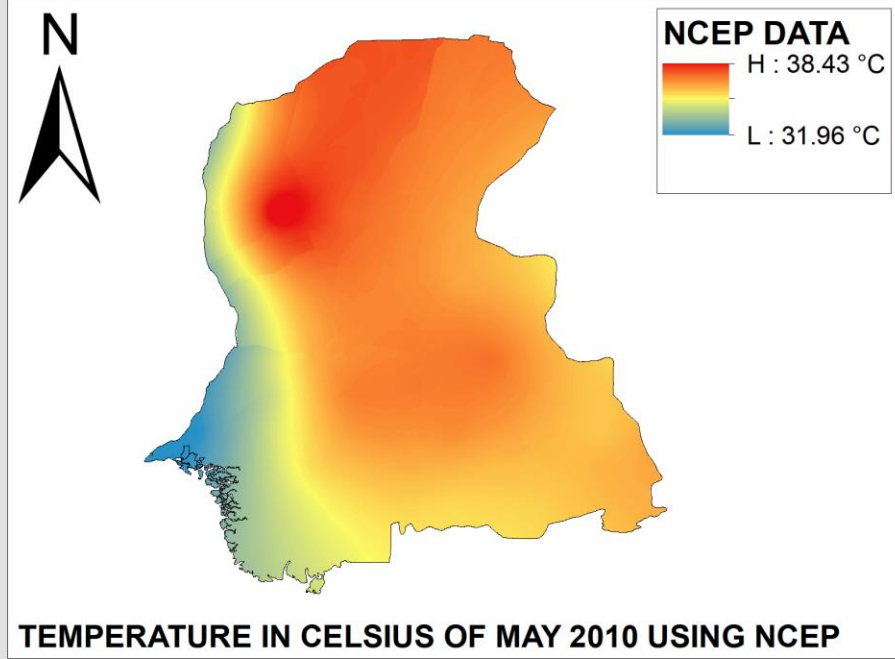 N
NCEP DATA
H : 38.43 °C
L : 31.96 °C
TEMPERATURE IN CELSIUS OF MAY 2010 USING NCEP